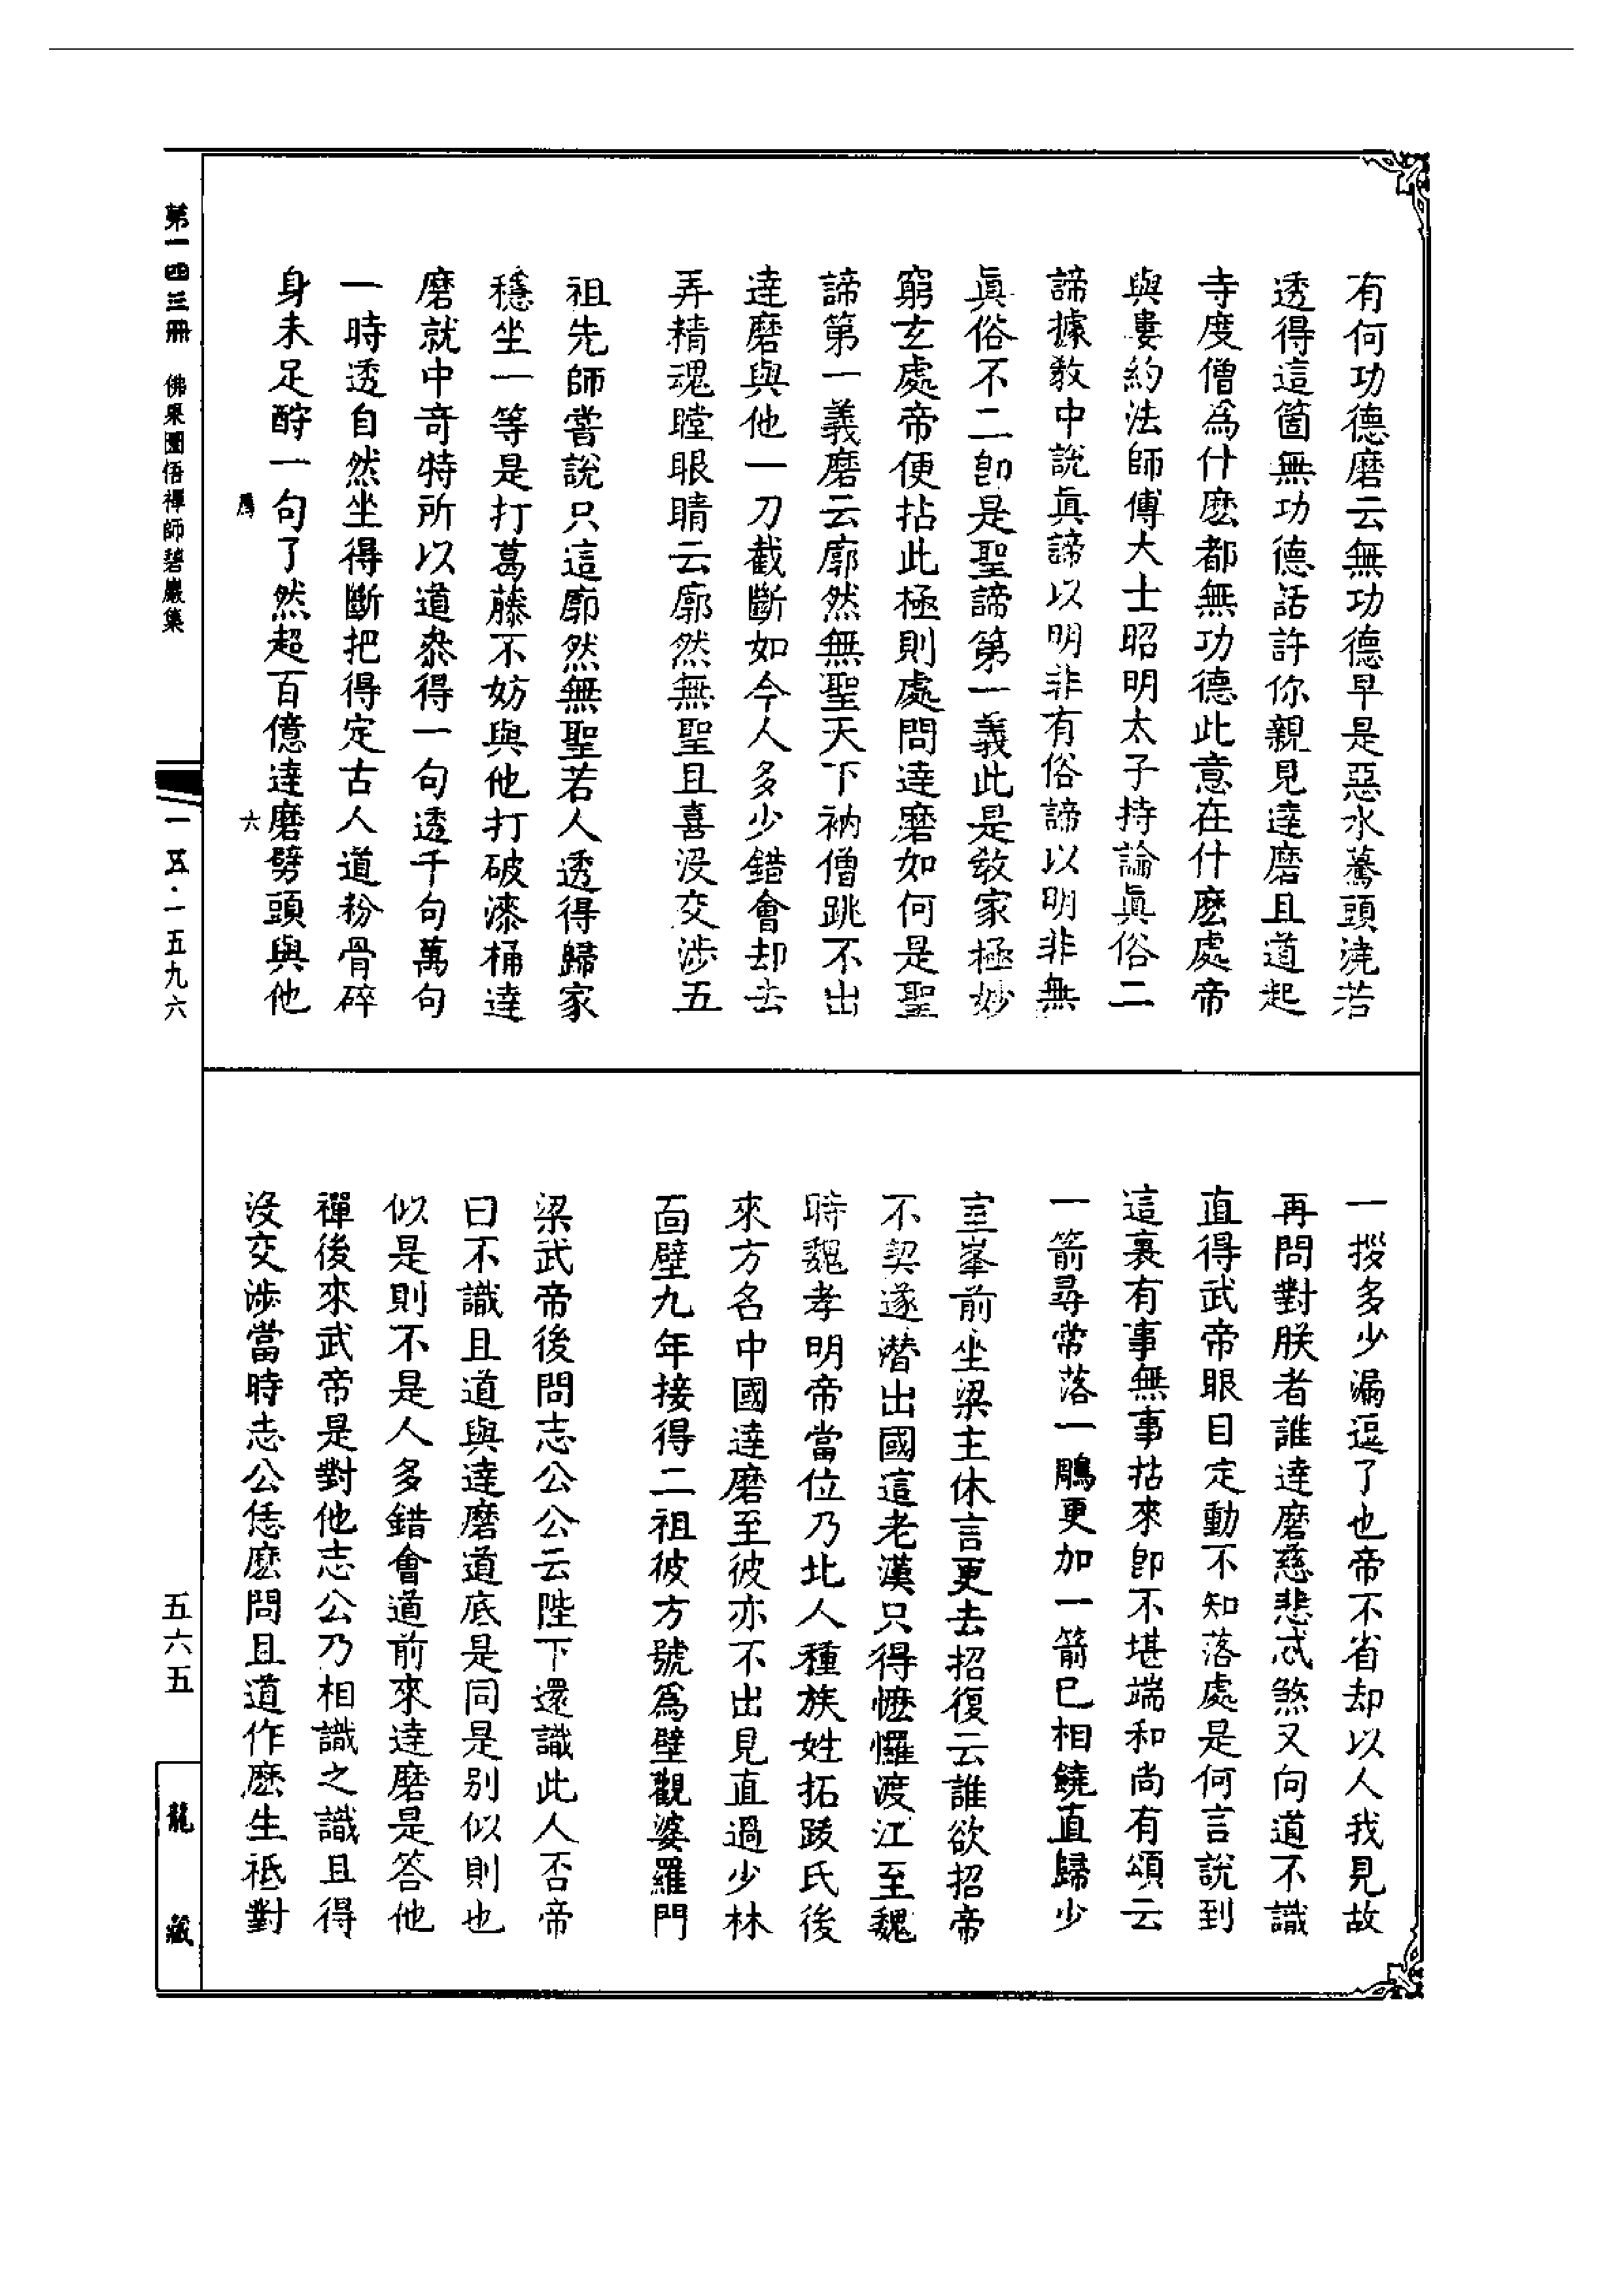 有何功德磨云無功德早是惡水驀頭澆若
透得這箇無功德話許你親見達磨且道起
寺度僧爲什麽都無功德此意在什麽處帝
與婁約法師傅大士昭明太子持論眞俗二
諦據敎中說眞諦以明非有俗諦以明非無
眞俗不二卽是聖諦第一義此是敎家極妙
窮玄處帝便拈此極則處問達磨如何是聖
諦第一義磨云廓然無聖天下衲僧跳不出
達磨與他一刀截斷如今人多少錯會却去
弄精魂瞠眼睛云廓然無聖且喜沒交涉五
祖先師嘗說只這廓然無聖若人透得歸家
穩坐一等是打葛藤不妨與他打破漆桶達
磨就中奇特所以道叅得一句透千句萬句
一時透自然坐得斷把得定古人道粉骨碎
身未足酧一句了然超百億達磨劈頭與他
六
一拶多少漏逗了也帝不省却以人我見故
再問對朕者誰達磨慈悲忒煞又向道不識
直得武帝眼目定動不知落處是何言說到
這裏有事無事拈來卽不堪端和尚有頌云
一箭尋常落一鵰更加一箭已相饒直歸少
室峯前坐梁主休言更去招復云誰欲招帝
不契遂潛出國這老漢只得㦬㦬渡江至魏
時魏孝明帝當位乃北人種族姓拓跋氏後
來方名中國達磨至彼亦不出見直過少林
面壁九年接得二祖彼方號爲壁觀婆羅門
梁武帝後問志公公云陛下還識此人否帝
曰不識且道與達磨道底是同是别似則也
似是則不是人多錯會道前來達磨是答他
禪後來武帝是對他志公乃相識之識且得
沒交涉當時志公恁麽問且道作麽生祗對
第一四三冊 佛果圜悟禪師碧巖集
一五·一五九六
五六五
龍藏